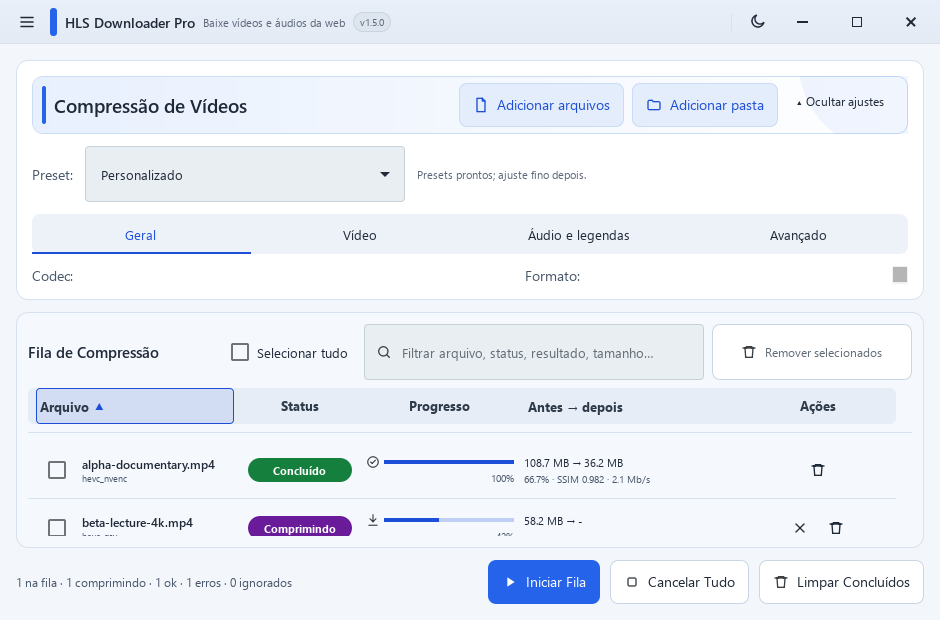 HLS Downloader Pro Baixe vídeos e áudios da web v1.5.0
Compressão de Vídeos Adicionar arquivos Adicionar pasta ▴ Ocultar ajustes
Preset: Personalizado Presets prontos; ajuste fino depois.
Geral Vídeo Áudio e legendas Avançado
Codec: Formato:
Fila de Compressão Selecionar tudo Filtrar arquivo, status, resultado, tamanho... Remover selecionados
Arquivo ▲ Status Progresso Antes → depois Ações
alpha-documentary.mp4 Concluído 108.7 MB → 36.2 MB
hevc_nvenc 100% 66.7% · SSIM 0.982 · 2.1 Mb/s
beta-lecture-4k.mp4 Comprimindo 58.2 MB → -
1 na fila · 1 comprimindo · 1 ok · 1 erros · 0 ignorados Iniciar Fila Cancelar Tudo Limpar Concluídos